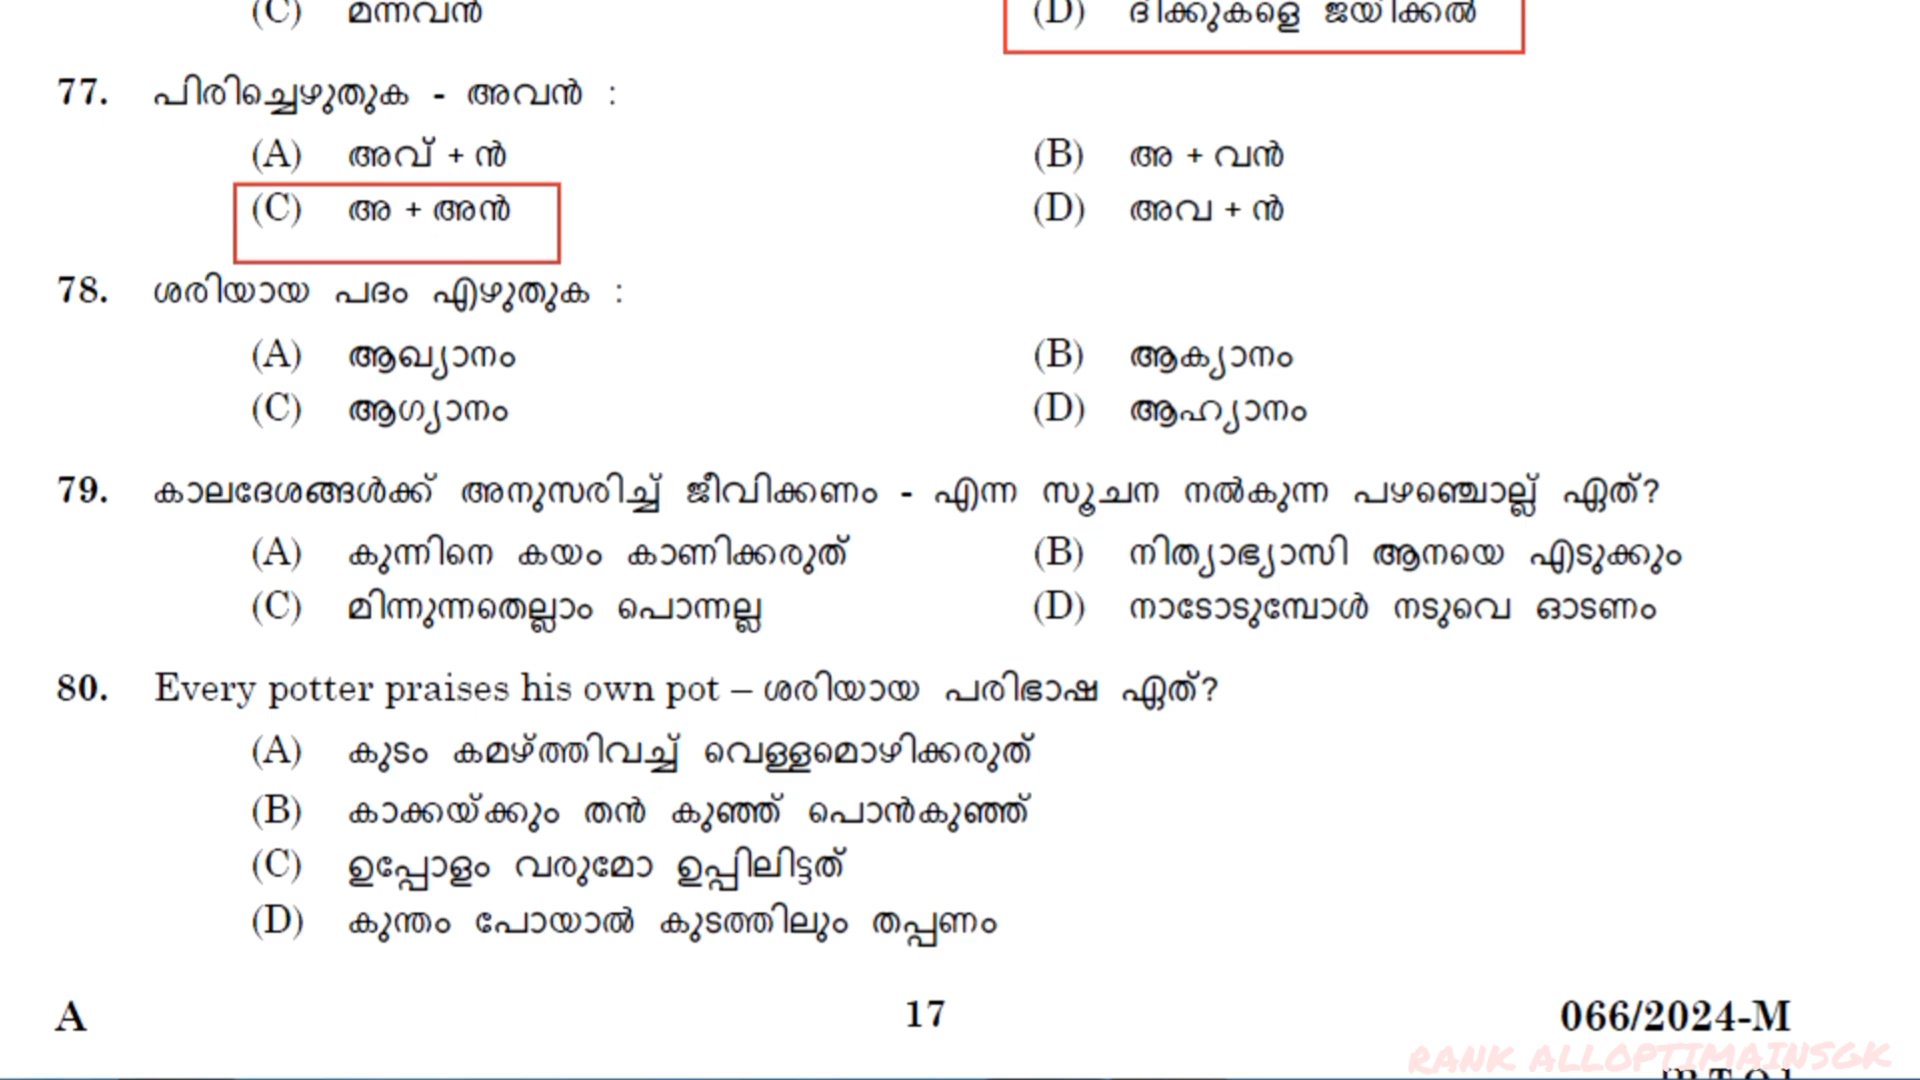 (C) മന്നവൻ (D) ദിക്കുകളെ ജയിക്കൽ
77. പിരിച്ചെഴുതുക - അവൻ :
(A) അവ് + ൻ (B) അ + വൻ
(C) അ + അൻ (D) അവ + ൻ
78. ശരിയായ പദം എഴുതുക :
(A) ആഖ്യാനം (B) ആക്യാനം
(C) ആഗ്യാനം (D) ആഹ്യാനം
79. കാലദേശങ്ങൾക്ക് അനുസരിച്ച് ജീവിക്കണം - എന്ന സൂചന നൽകുന്ന പഴഞ്ചൊല്ല് ഏത്?
(A) കുന്നിനെ കയം കാണിക്കരുത് (B) നിത്യാഭ്യാസി ആനയെ എടുക്കും
(C) മിന്നുന്നതെല്ലാം പൊന്നല്ല (D) നാടോടുമ്പോൾ നടുവെ ഓടണം
80. Every potter praises his own pot – ശരിയായ പരിഭാഷ ഏത്?
(A) കുടം കമഴ്ത്തിവച്ച് വെള്ളമൊഴിക്കരുത്
(B) കാക്കയ്ക്കും തൻ കുഞ്ഞ് പൊൻകുഞ്ഞ്
(C) ഉപ്പോളം വരുമോ ഉപ്പിലിട്ടത്
(D) കുന്തം പോയാൽ കുടത്തിലും തപ്പണം
A 17 066/2024-M
RANK ALLOPTIMAINSGK
[P.T.O.]